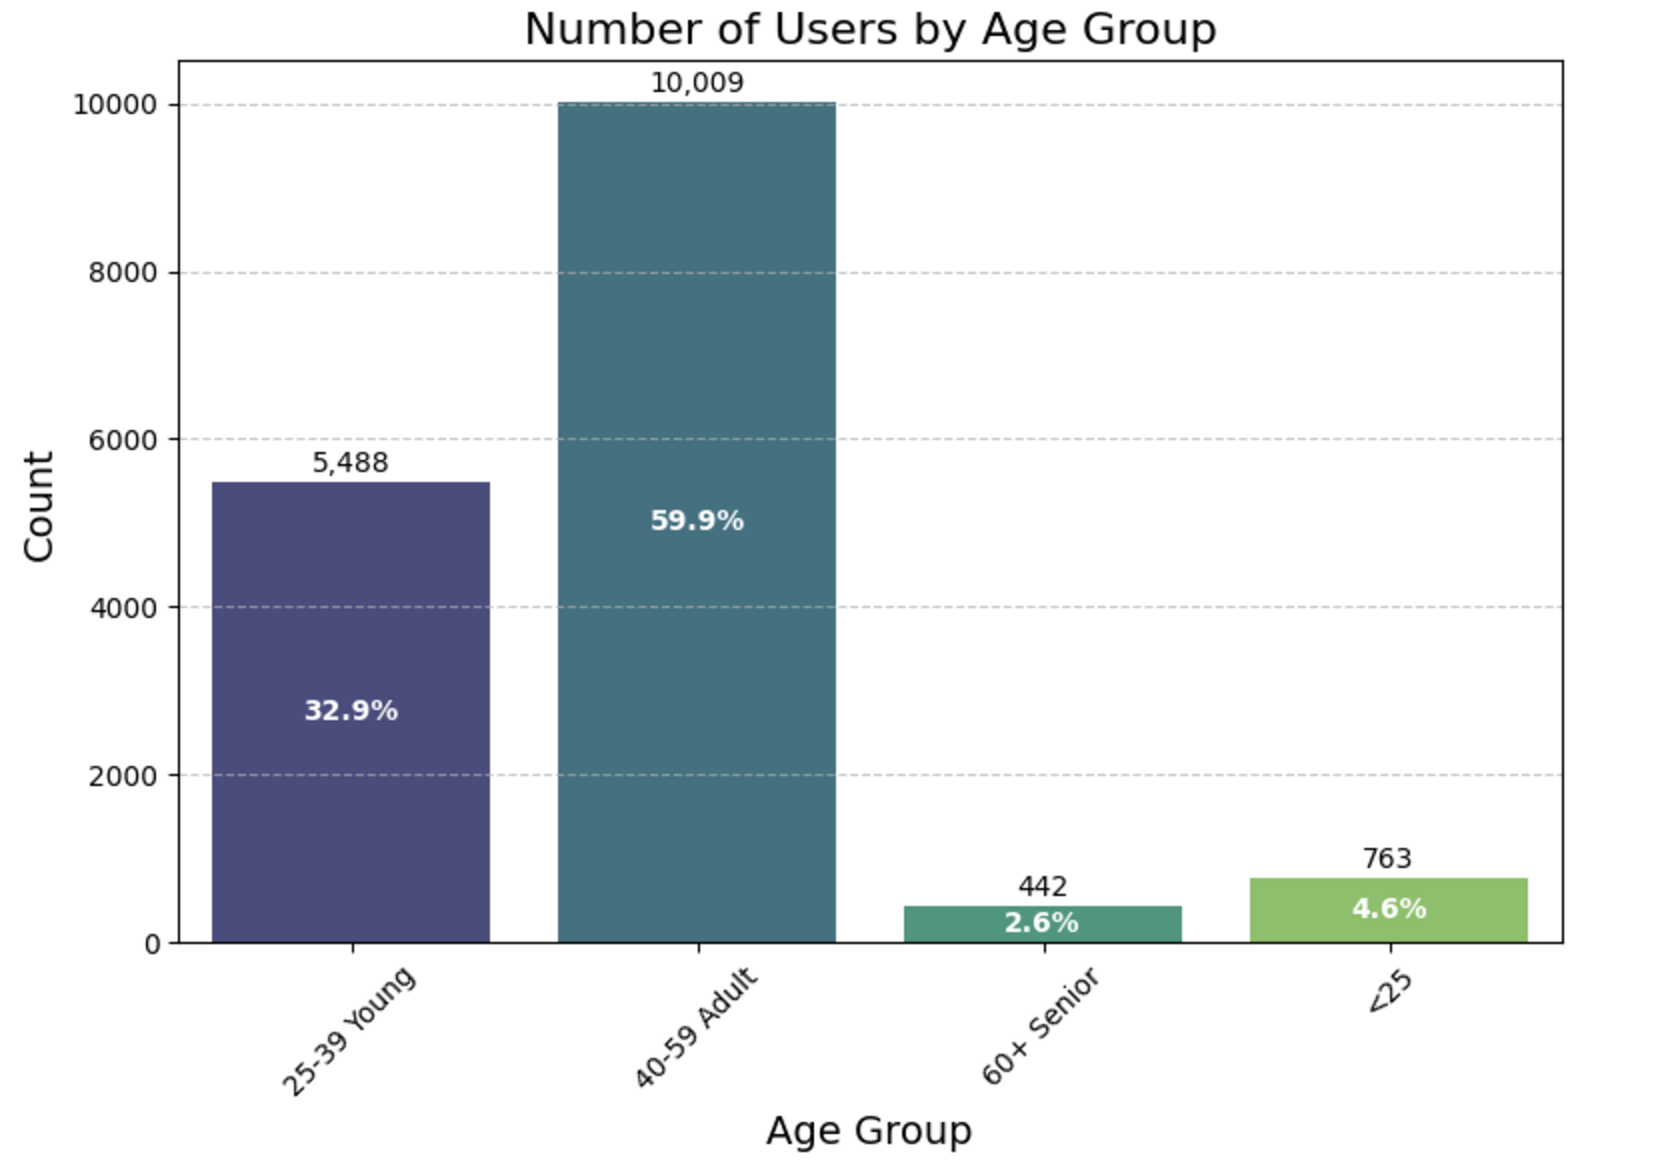 Number of Users by Age Group
10,009
10000
8000
6000
5,488
59.9%
Count
4000
32.9%
2000
763
442
4.6%
2.6%
0
25-39 Young
40-59 Adult
60+ Senior
<25
Age Group